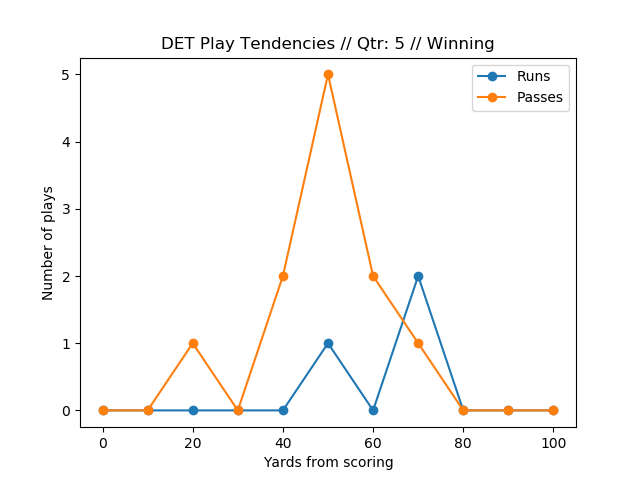 DET Play Tendencies // Qtr: 5 // Winning
Runs
Passes
Number of plays
5
4
3
2
1
0
0 20 40 60 80 100
Yards from scoring